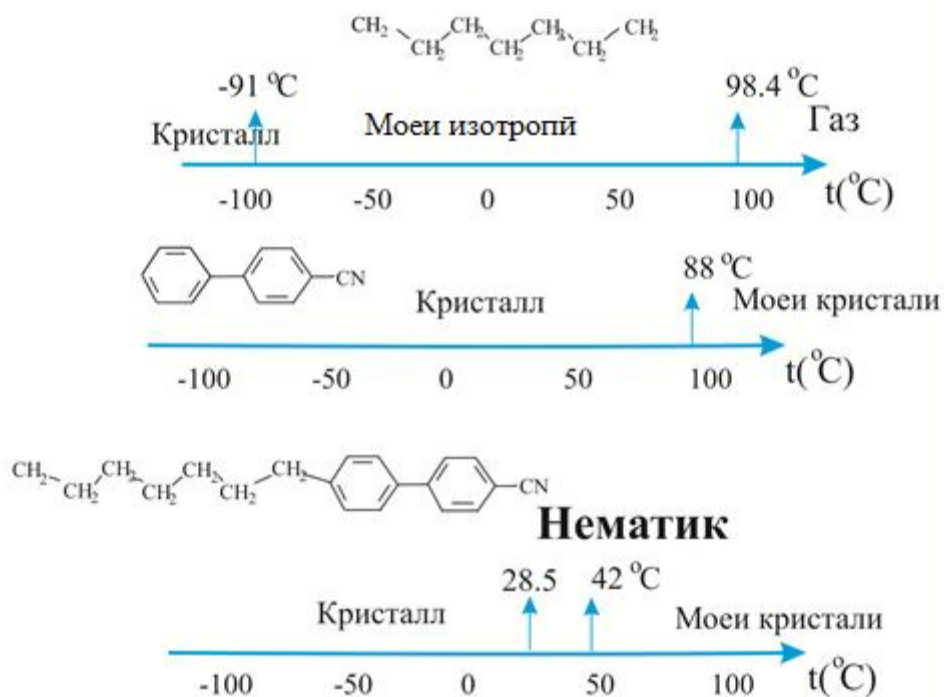 CH₂ CH₂ CH₂ CH₂ CH₂ CH₂ CH₂
-91 °C 98.4 °C
Кристалл Моеи изотропӣ Газ
-100 -50 0 50 100 t(°C)
CN
88 °C
Кристалл Моеи кристали
-100 -50 0 50 100 t(°C)
CH₂ CH₂ CH₂ CH₂ CH₂ CH₂ CH₂ CN
Нематик
28.5 42 °C
Кристалл Моеи кристали
-100 -50 0 50 100 t(°C)